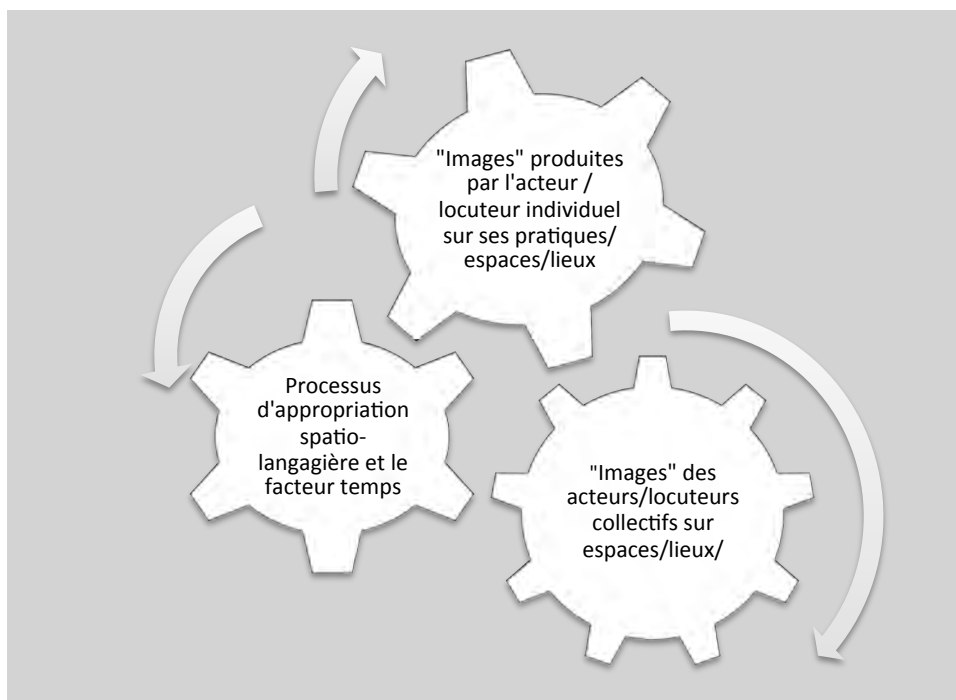 "Images" produites
par l'acteur /
locuteur individuel
sur ses pratiques/
espaces/lieux
Processus
d'appropriation
spatio-
langagière et le
facteur temps
"Images" des
acteurs/locuteurs
collectifs sur
espaces/lieux/